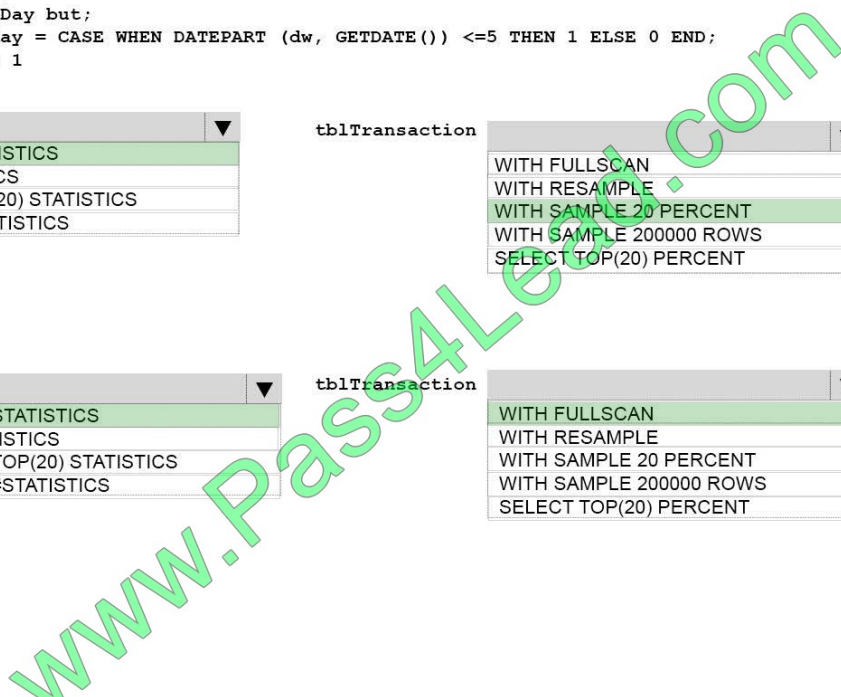 Day but;
ay = CASE WHEN DATEPART (dw, GETDATE()) <=5 THEN 1 ELSE 0 END;
1
ISTICS
CS
20) STATISTICS
TISTICS
tblTransaction
WITH FULLSCAN
WITH RESAMPLE
WITH SAMPLE 20 PERCENT
WITH SAMPLE 200000 ROWS
SELECT TOP(20) PERCENT
STATISTICS
ISTICS
TOP(20) STATISTICS
=STATISTICS
tblTransaction
WITH FULLSCAN
WITH RESAMPLE
WITH SAMPLE 20 PERCENT
WITH SAMPLE 200000 ROWS
SELECT TOP(20) PERCENT
www.Pass4Lead.com